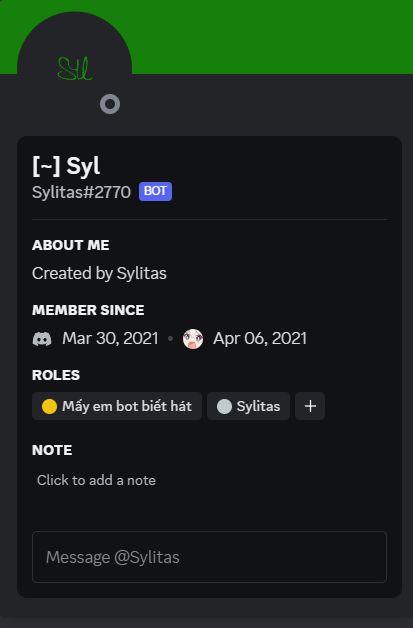 Syl
[~] Syl
Sylitas#2770 BOT
ABOUT ME
Created by Sylitas
MEMBER SINCE
Mar 30, 2021 • Apr 06, 2021
ROLES
Mấy em bot biết hát Sylitas +
NOTE
Click to add a note
Message @Sylitas